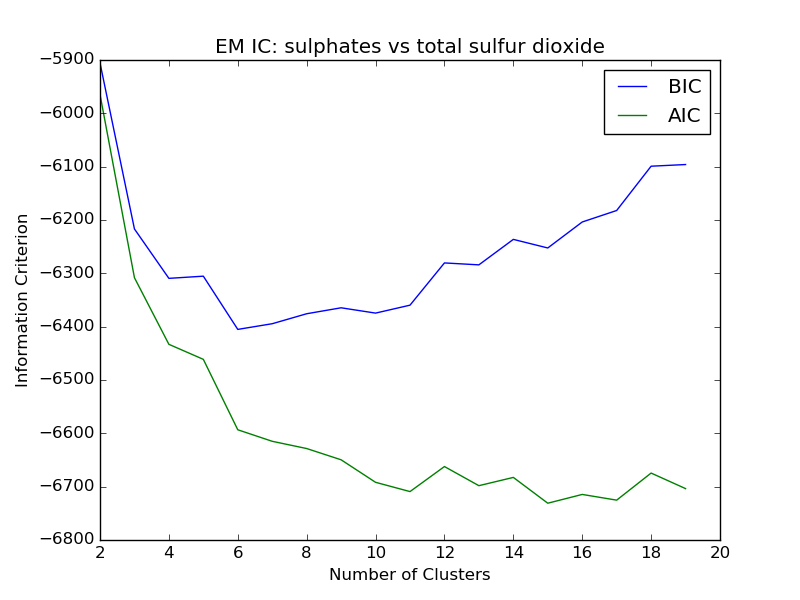 EM IC: sulphates vs total sulfur dioxide
−5900
−6000
−6100
−6200
−6300
−6400
−6500
−6600
−6700
−6800
Information Criterion
BIC
AIC
2 4 6 8 10 12 14 16 18 20
Number of Clusters